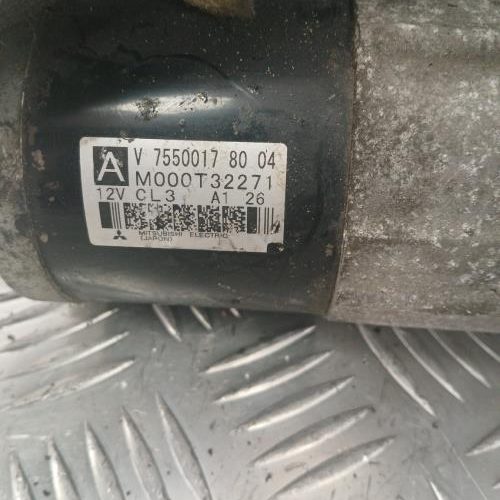 A V 7550017 80 04
M000T32271
12V CL3 A1 26
MITSUBISHI ELECTRIC
(JAPAN)